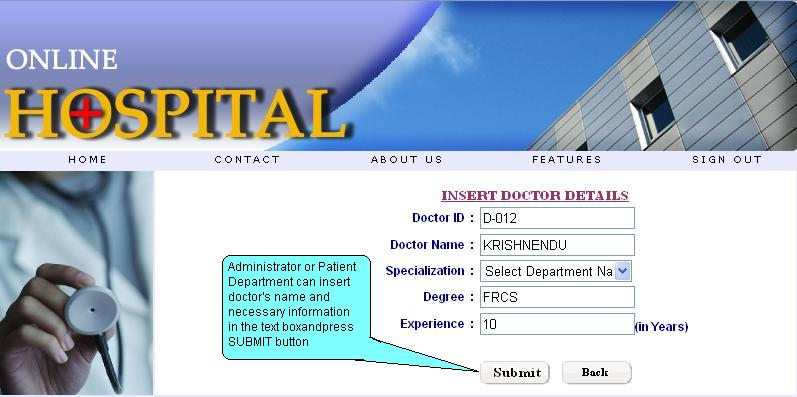 ONLINE
HOSPITAL
HOME CONTACT ABOUT US FEATURES SIGN OUT
INSERT DOCTOR DETAILS
Doctor ID : D-012
Doctor Name : KRISHNENDU
Specialization : Select Department Na
Degree : FRCS
Experience : 10 (in Years)
Administrator or Patient
Department can insert
doctor's name and
necessary information
in the text boxandpress
SUBMIT button
Submit Back